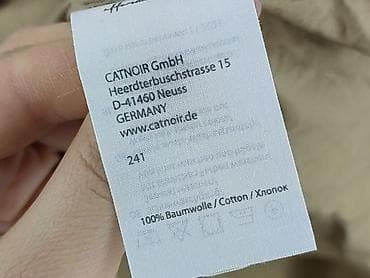 CATNOIR GmbH
Heerdterbuschstrasse 15
D-41460 Neuss
GERMANY
www.catnoir.de
241
100% Baumwolle / Cotton / Хлопок